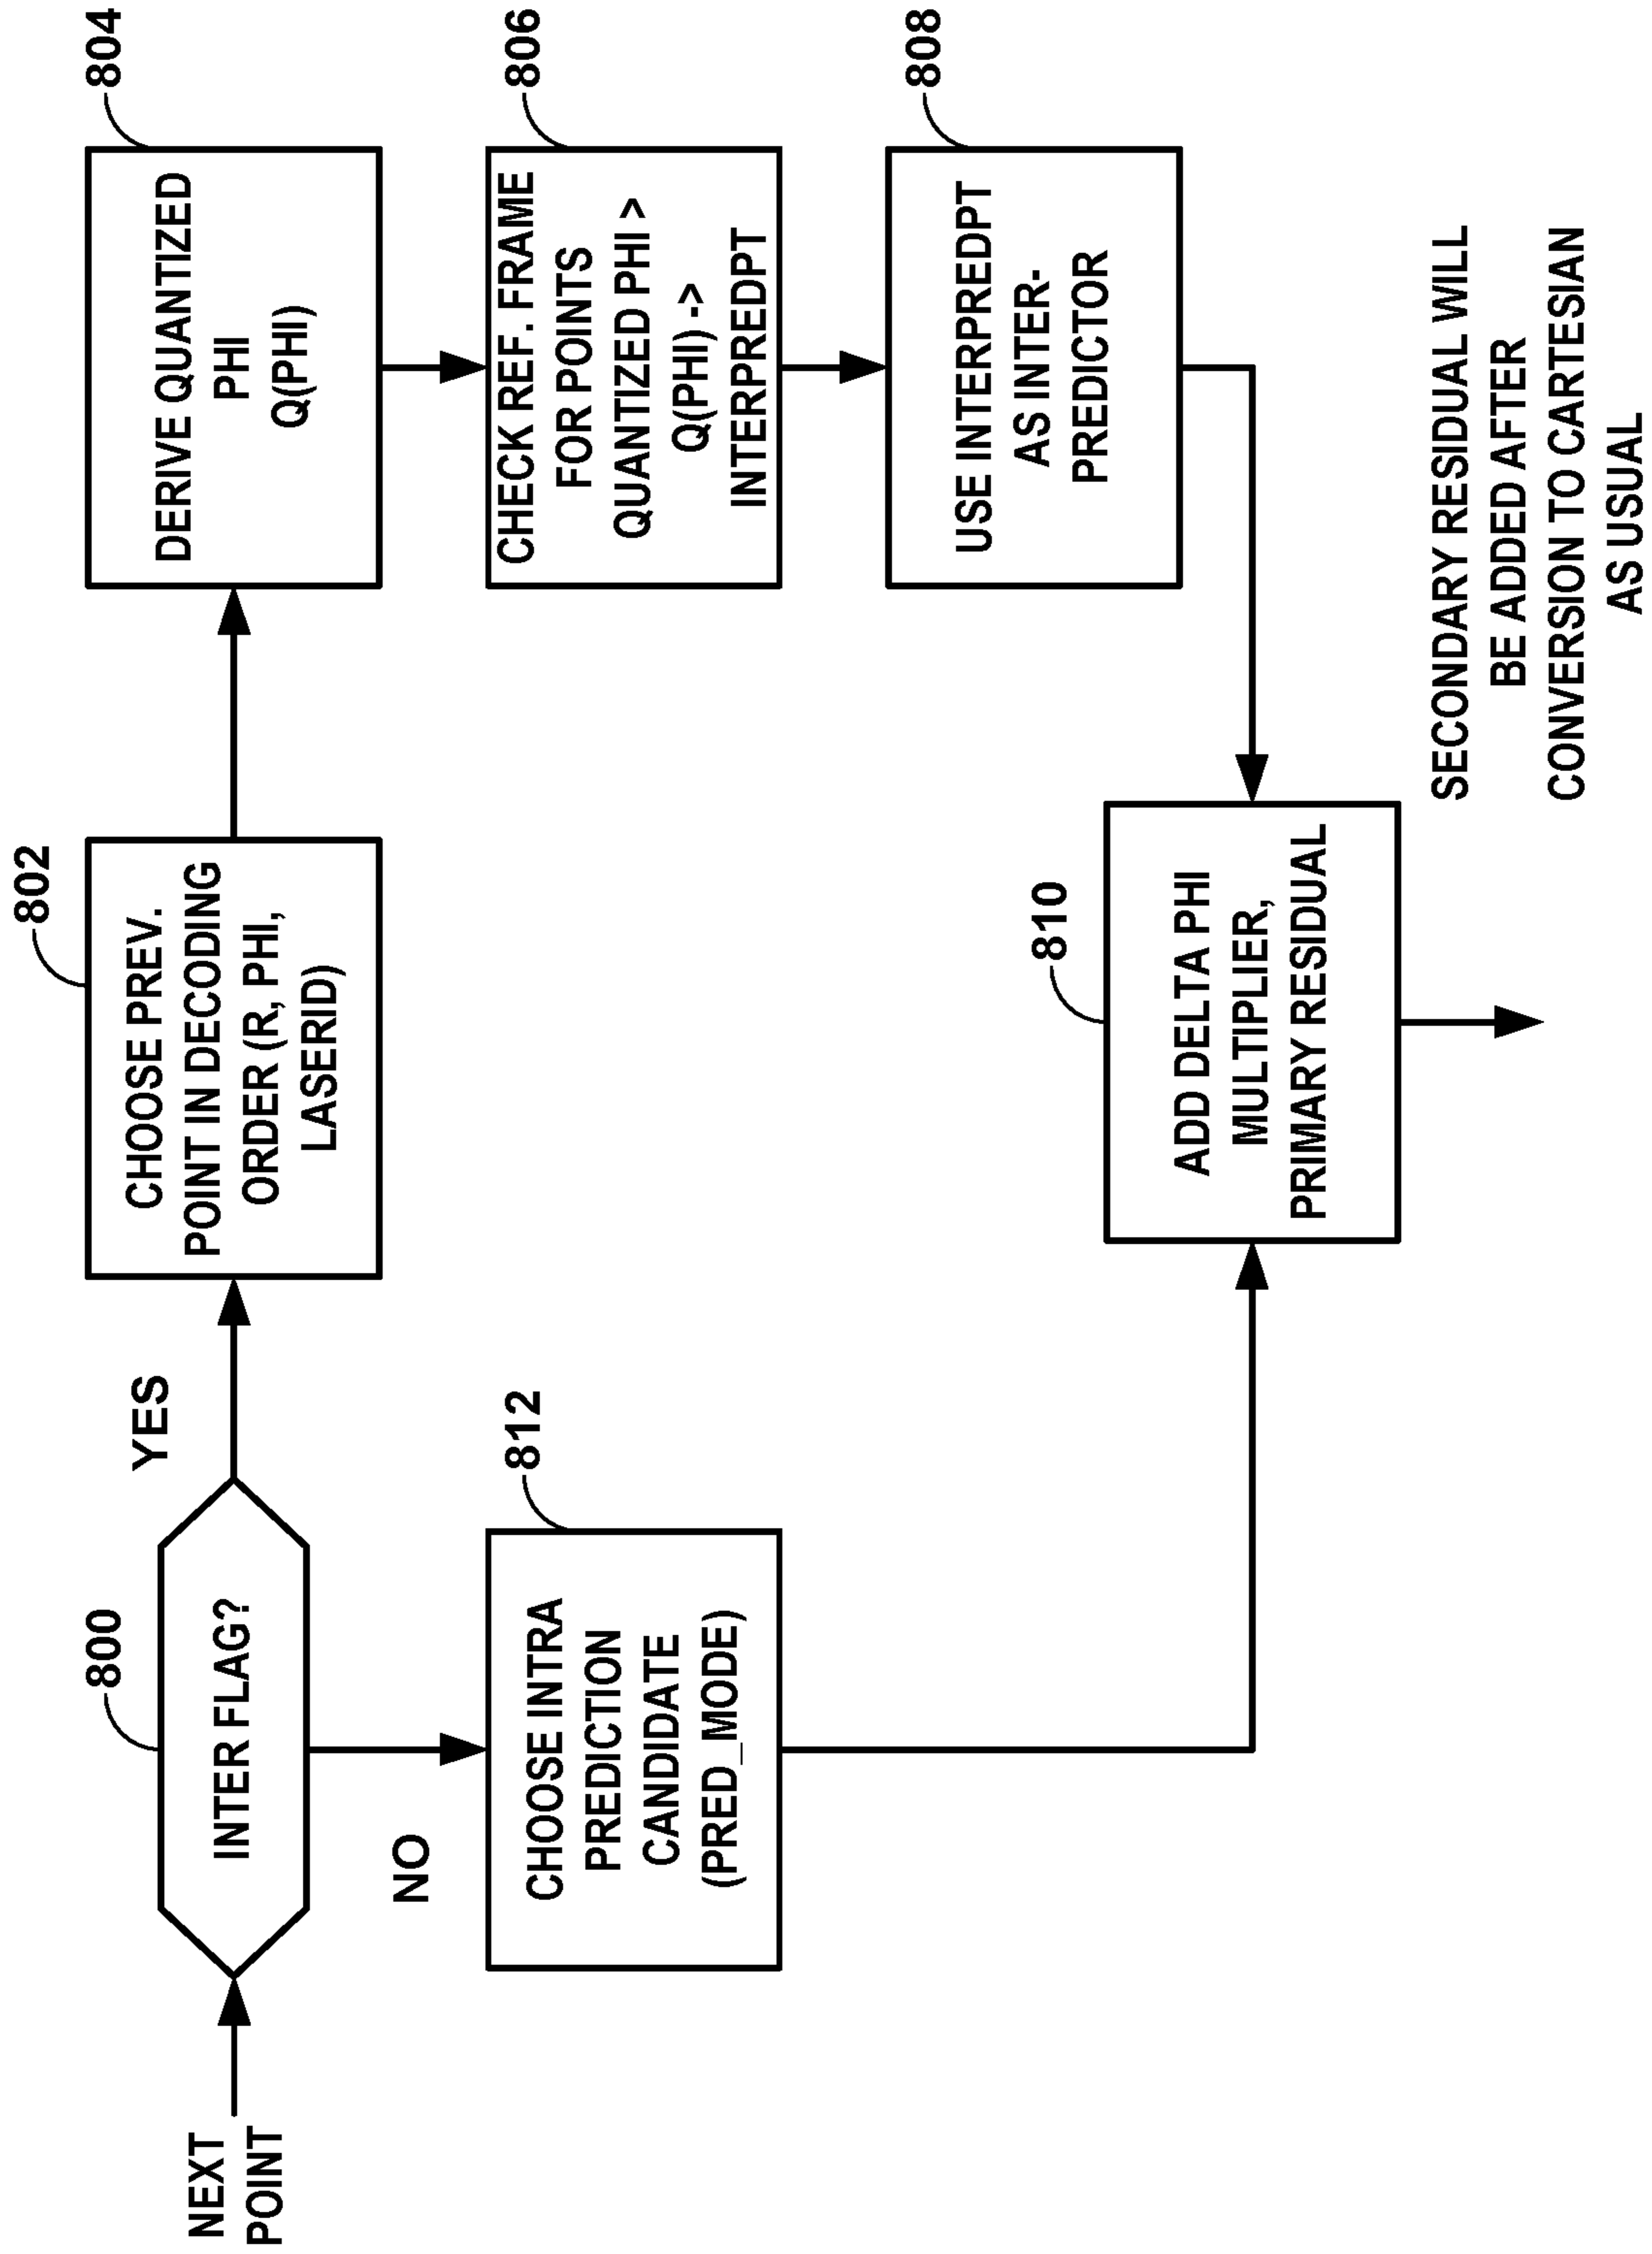 NEXT
POINT
800
INTER FLAG?
YES
NO
802
CHOOSE PREV.
POINT IN DECODING
ORDER (R, PHI,
LASERID)
804
DERIVE QUANTIZED
PHI
Q(PHI)
806
CHECK REF. FRAME
FOR POINTS
QUANTIZED PHI >
Q(PHI) ->
INTERPREDPT
808
USE INTERPREDPT
AS INTER-
PREDICTOR
812
CHOOSE INTRA
PREDICTION
CANDIDATE
(PRED_MODE)
810
ADD DELTA PHI
MULTIPLIER,
PRIMARY RESIDUAL
SECONDARY RESIDUAL WILL
BE ADDED AFTER
CONVERSION TO CARTESIAN
AS USUAL